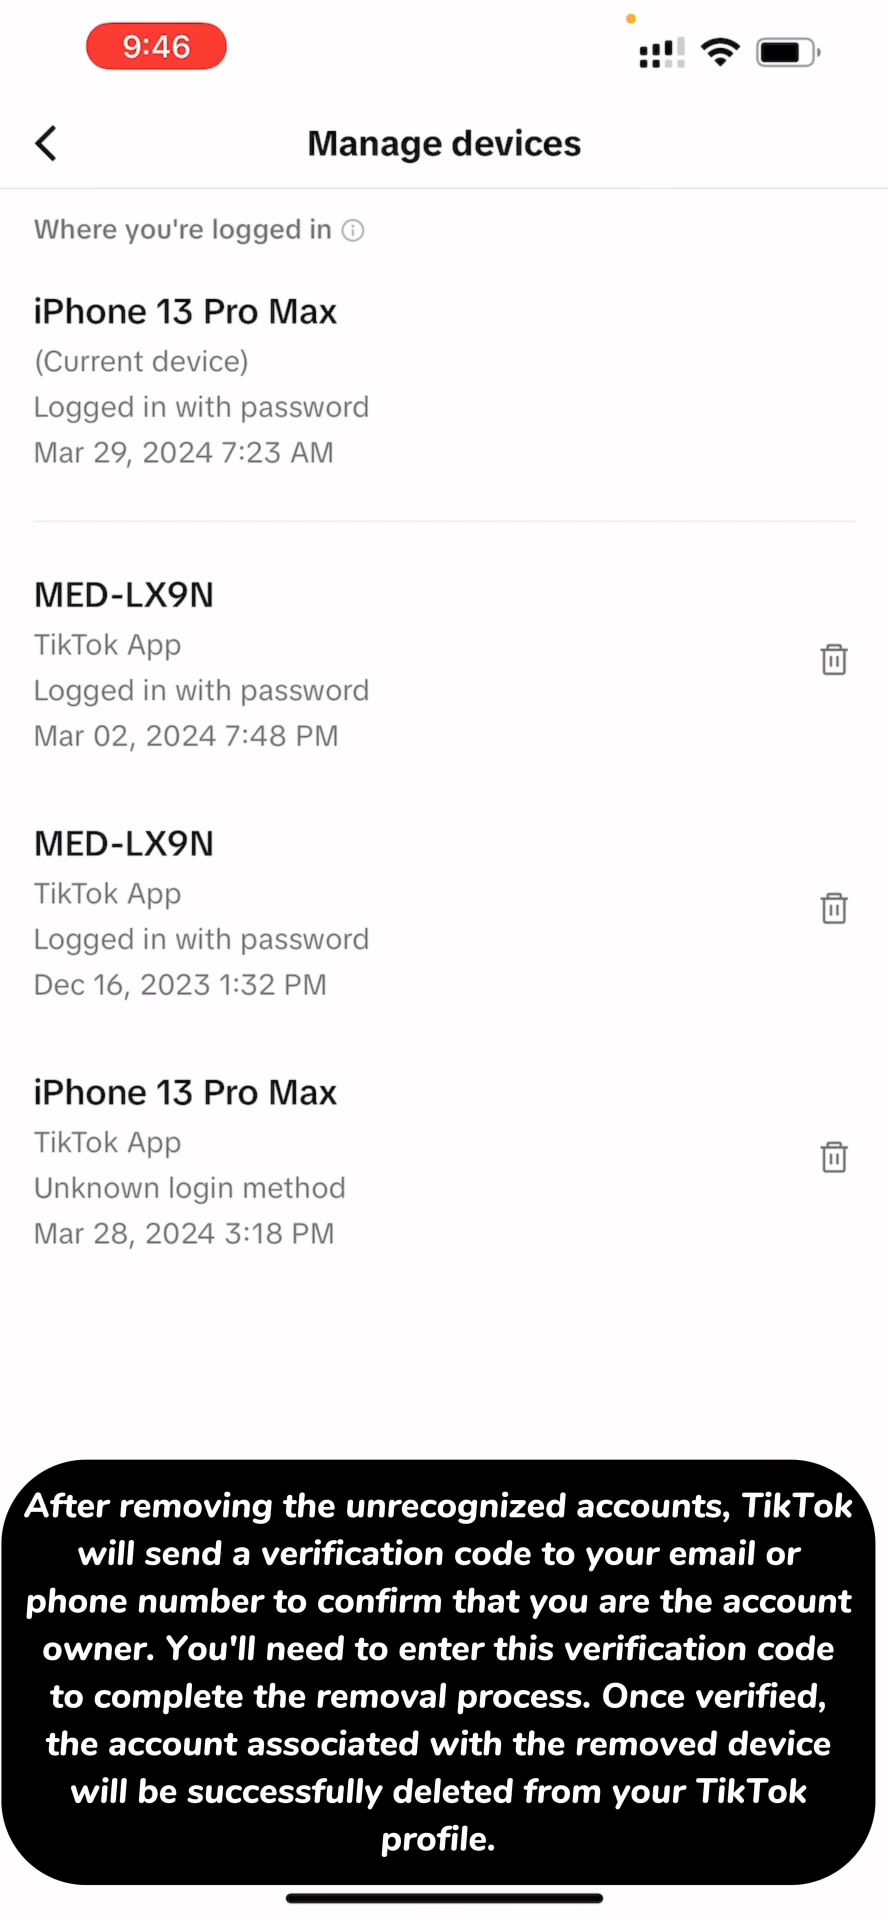 9:46
Manage devices
Where you're logged in
iPhone 13 Pro Max
(Current device)
Logged in with password
Mar 29, 2024 7:23 AM
MED-LX9N
TikTok App
Logged in with password
Mar 02, 2024 7:48 PM
MED-LX9N
TikTok App
Logged in with password
Dec 16, 2023 1:32 PM
iPhone 13 Pro Max
TikTok App
Unknown login method
Mar 28, 2024 3:18 PM
After removing the unrecognized accounts, TikTok
will send a verification code to your email or
phone number to confirm that you are the account
owner. You'll need to enter this verification code
to complete the removal process. Once verified,
the account associated with the removed device
will be successfully deleted from your TikTok
profile.